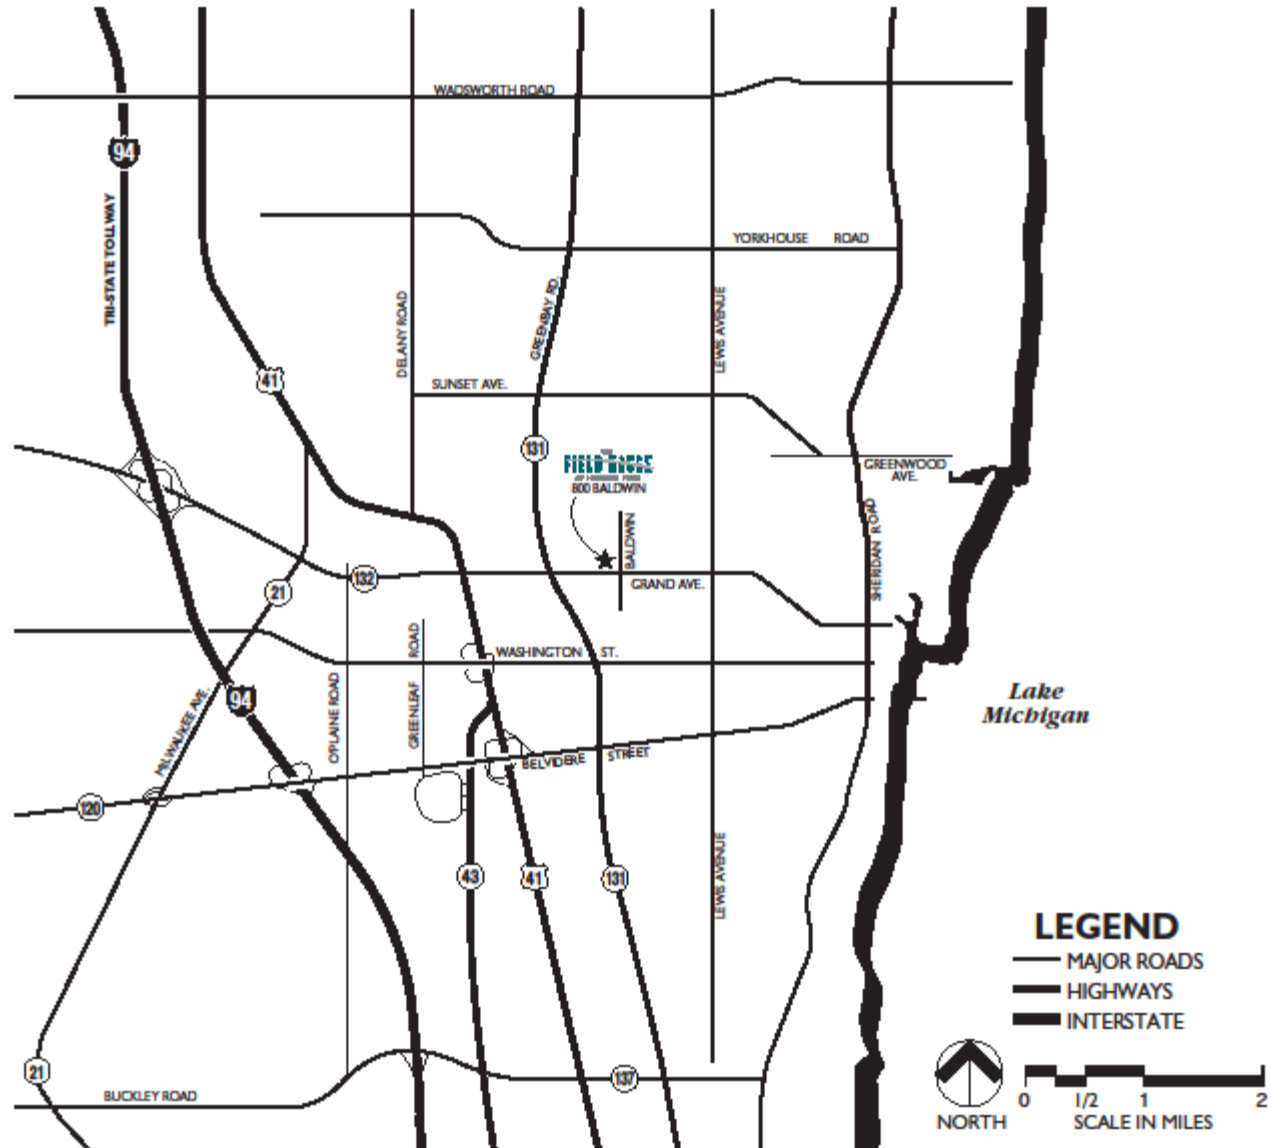 WADSWORTH ROAD
94
TRI-STATE TOLLWAY
YORKHOUSE ROAD
DELANY ROAD
GREENBAY RD.
LEWIS AVENUE
41
SUNSET AVE.
131
FIELD HOUSE
800 BALDWIN
GREENWOOD
AVE.
SHERIDAN ROAD
BALDWIN
132
GRAND AVE.
21
GREENLEAF ROAD
WASHINGTON ST.
O'PLAINE ROAD
94
MILWAUKEE AVE.
Lake
Michigan
BELVIDERE STREET
120
43
41
131
LEWIS AVENUE
LEGEND
MAJOR ROADS
HIGHWAYS
INTERSTATE
21
137
BUCKLEY ROAD
NORTH
0 1/2 1 2
SCALE IN MILES